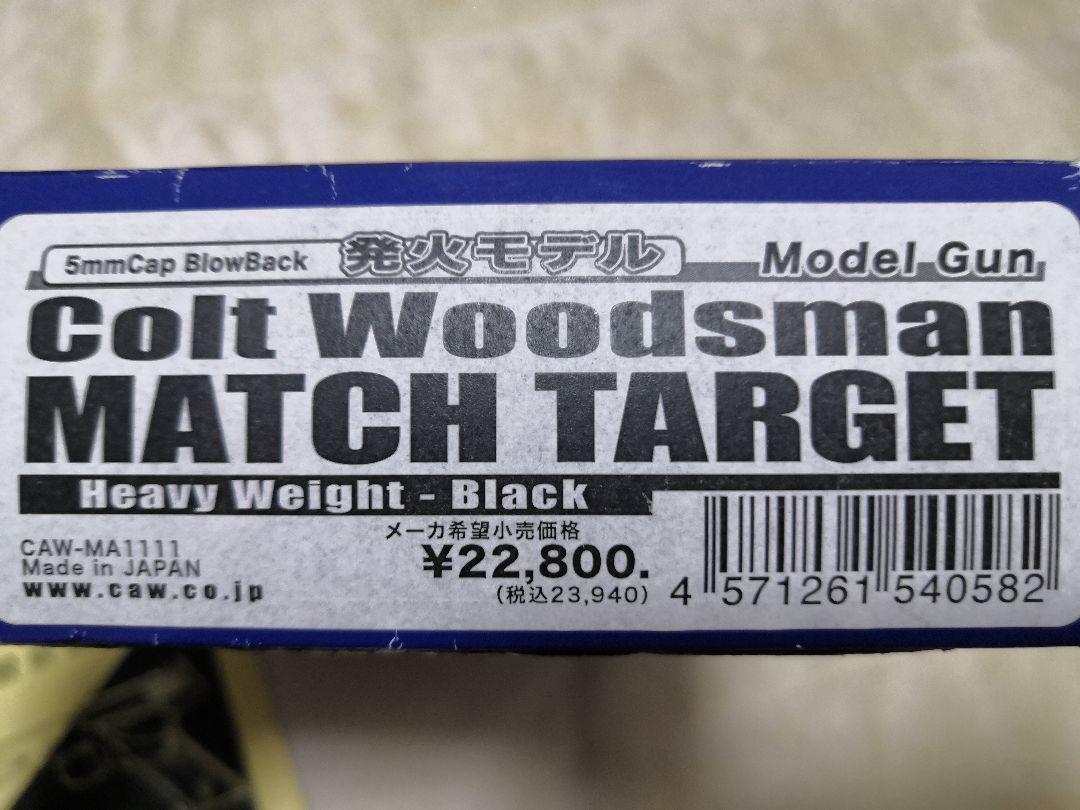 5mmCap BlowBack 発火モデル Model Gun
Colt Woodsman
MATCH TARGET
Heavy Weight - Black
メーカ希望小売価格
¥22,800.
(税込23,940)
CAW-MA1111
Made in JAPAN
www.caw.co.jp
4 571261 540582